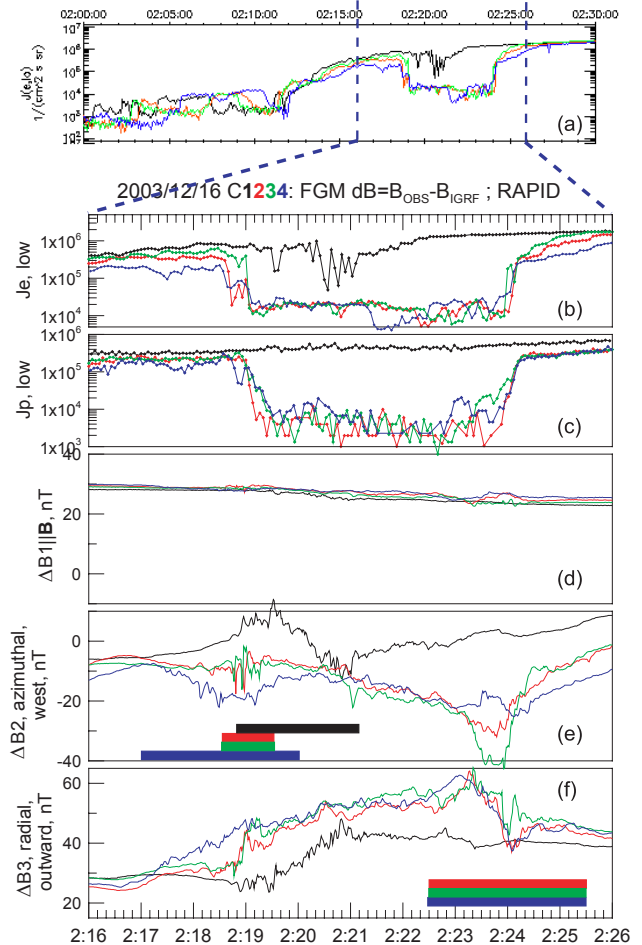 02:00:00 02:05:00 02:10:00 02:15:00 02:20:00 02:25:00 02:30:00
10⁷
10⁶
10⁵
10⁴
10³
10²
J(e,lo)
1/(cm^2 s sr)
(a)
2003/12/16 C1234: FGM dB=B_OBS-B_IGRF ; RAPID
1x10⁶
1x10⁵
1x10⁴
Je, low
(b)
1x10⁶
1x10⁵
1x10⁴
1x10³
Jp, low
(c)
40
20
0
ΔB1||B, nT
(d)
0
-20
-40
ΔB2, azimuthal,
west, nT
(e)
60
40
20
ΔB3, radial,
outward, nT
(f)
2:16 2:17 2:18 2:19 2:20 2:21 2:22 2:23 2:24 2:25 2:26